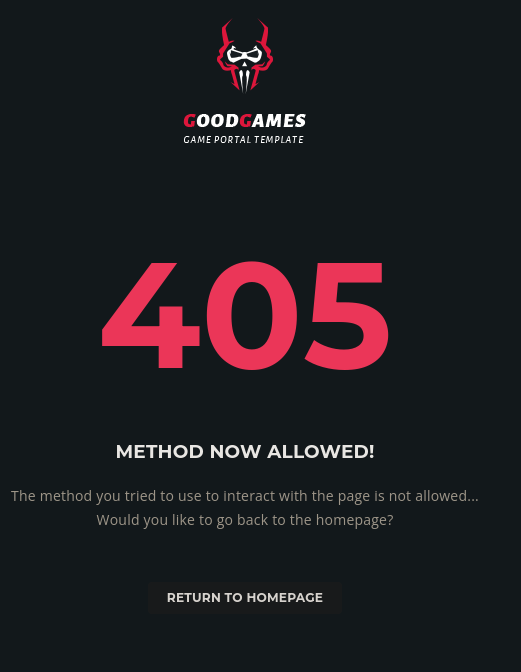 GOODGAMES
GAME PORTAL TEMPLATE
405
METHOD NOW ALLOWED!
The method you tried to use to interact with the page is not allowed...
Would you like to go back to the homepage?
RETURN TO HOMEPAGE